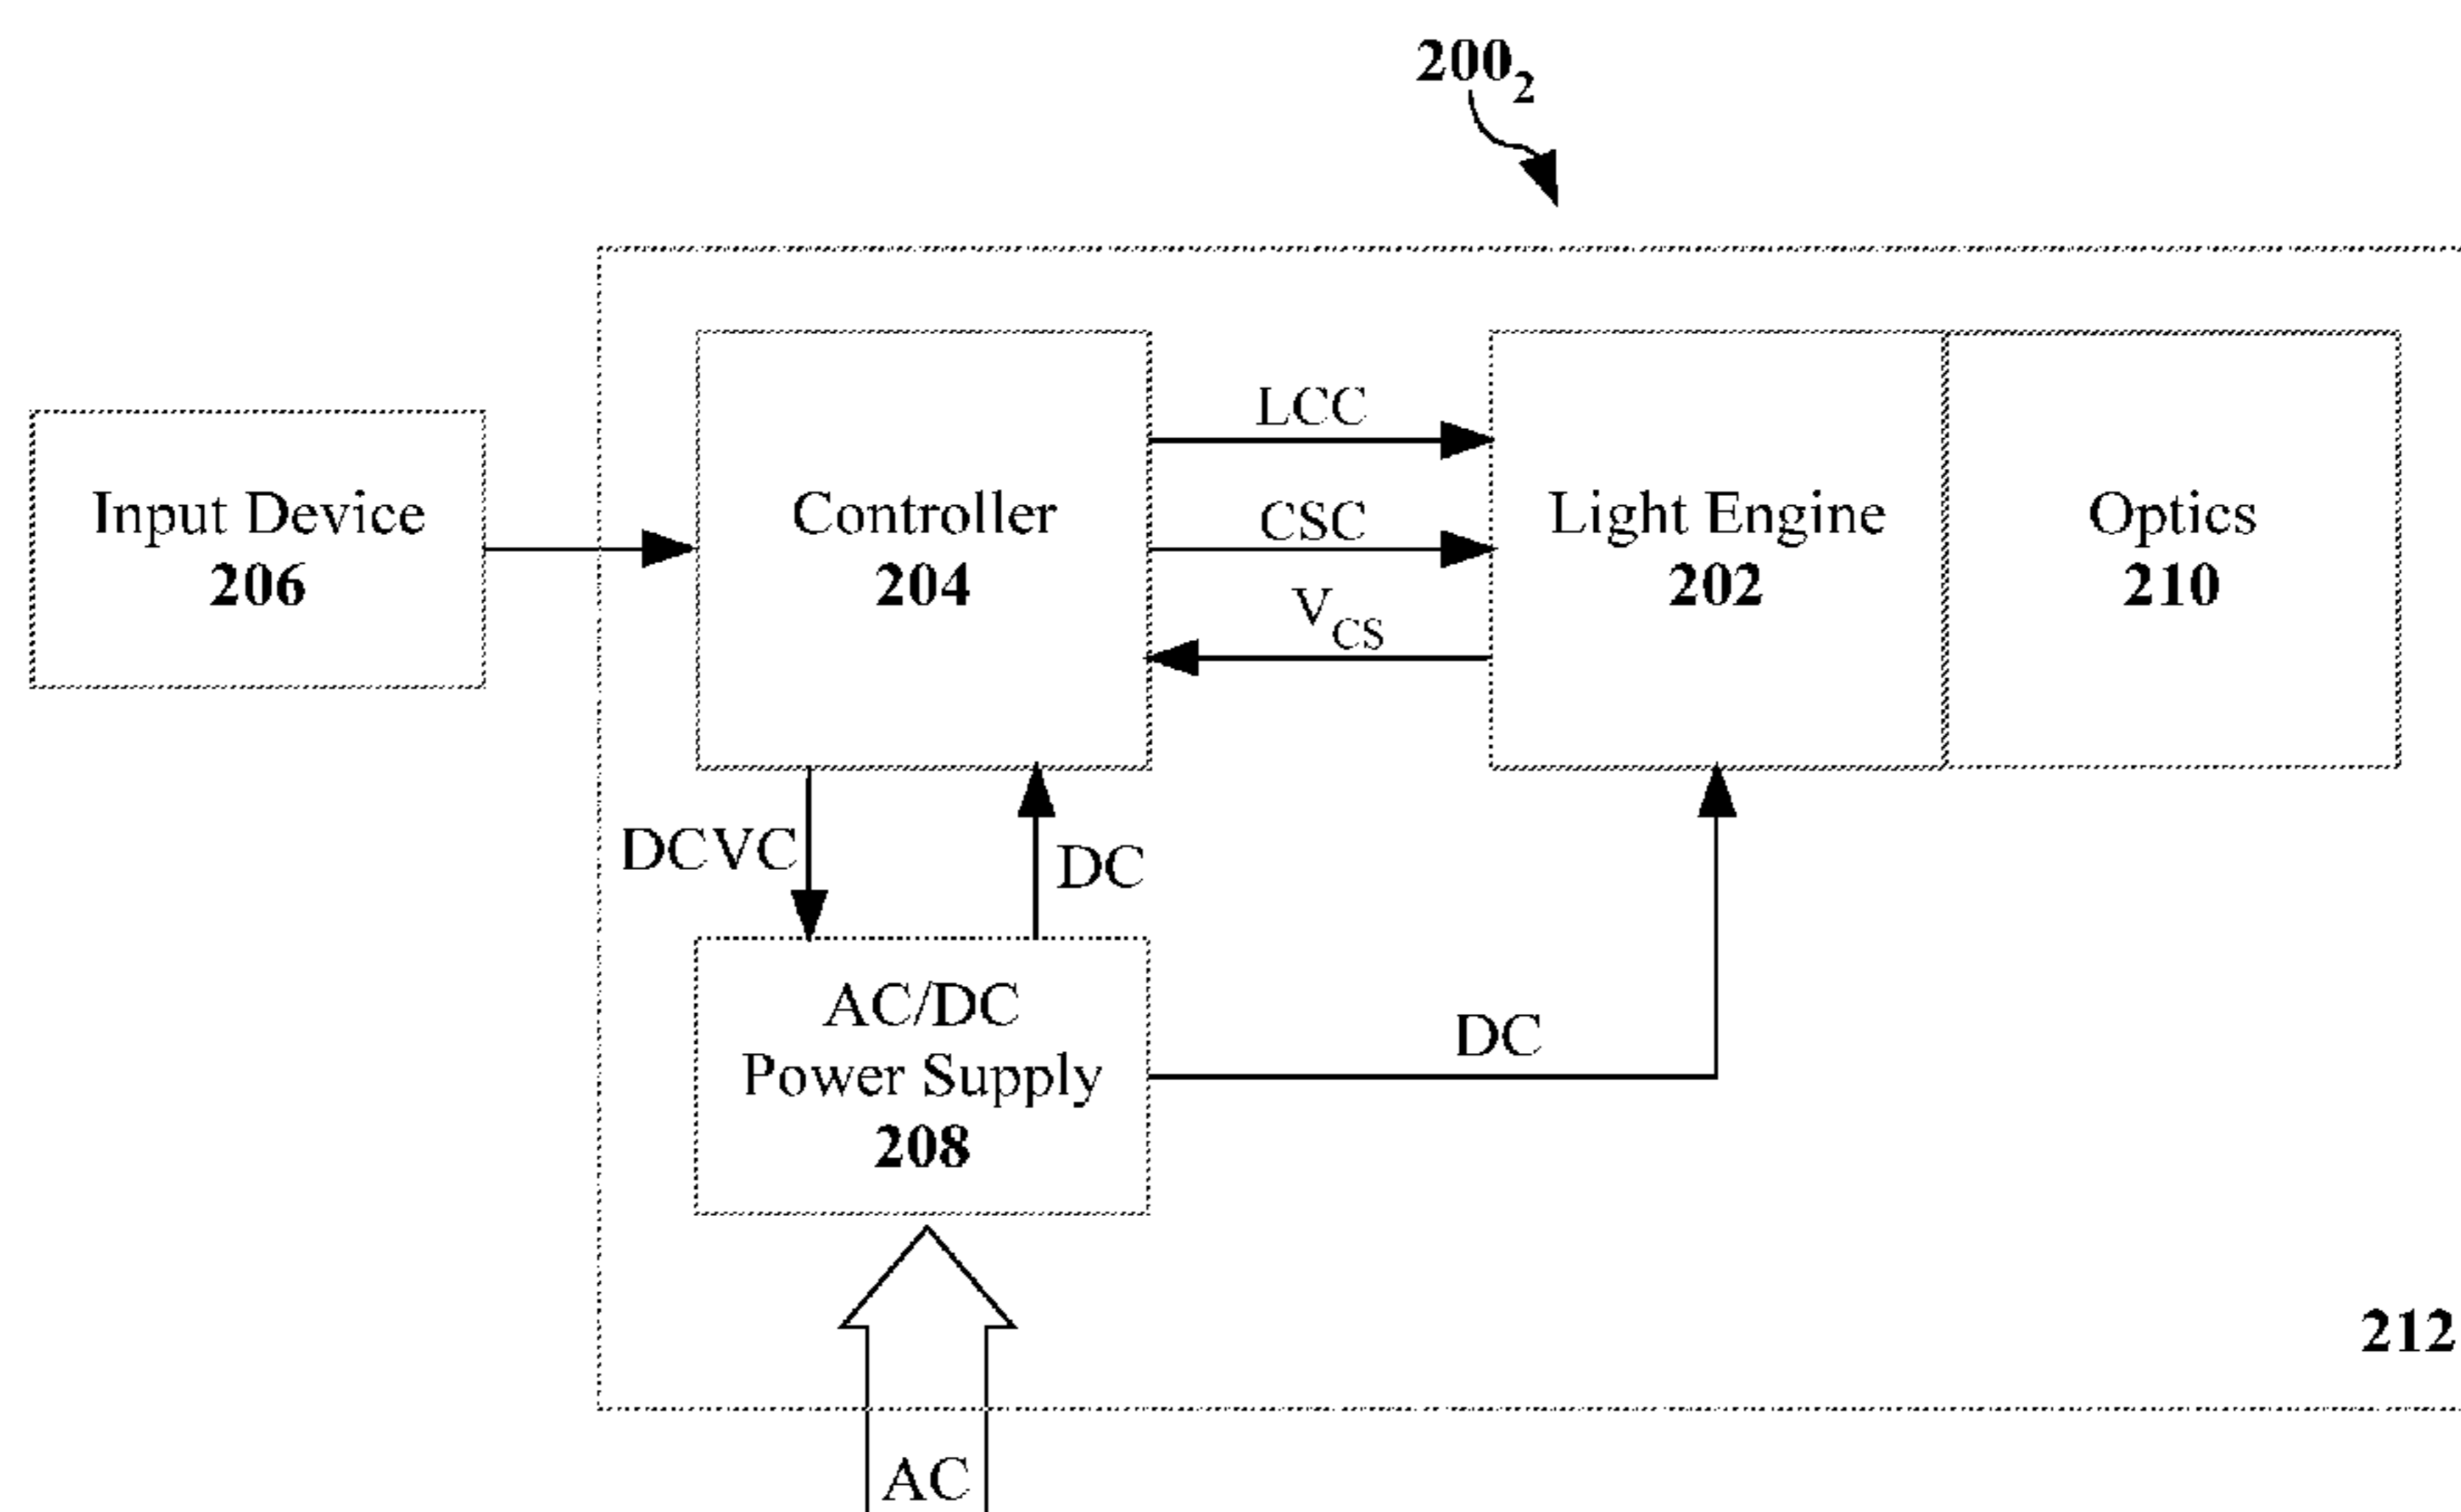 200₂
Input Device
206
Controller
204
LCC
CSC
V_CS
Light Engine
202
Optics
210
DCVC
DC
AC/DC
Power Supply
208
DC
212
AC